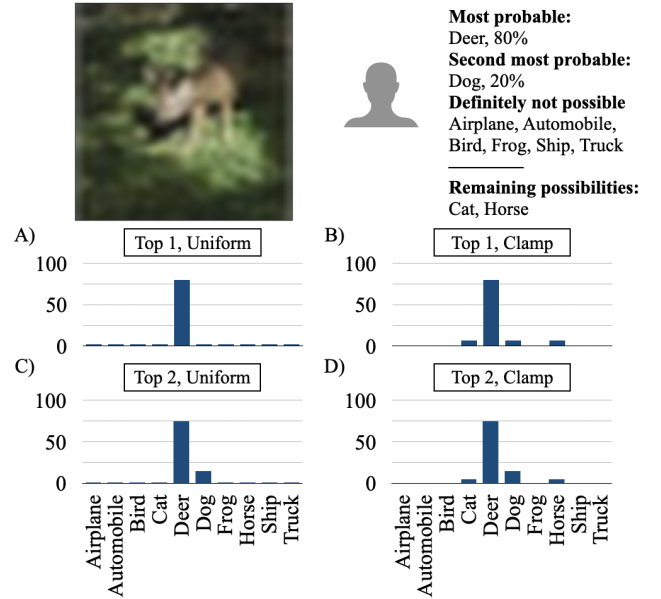 Most probable:
Deer, 80%
Second most probable:
Dog, 20%
Definitely not possible
Airplane, Automobile,
Bird, Frog, Ship, Truck
Remaining possibilities:
Cat, Horse
A)
Top 1, Uniform
100
50
0
B)
Top 1, Clamp
100
50
0
C)
Top 2, Uniform
100
50
0
Airplane
Automobile
Bird
Cat
Deer
Dog
Frog
Horse
Ship
Truck
D)
Top 2, Clamp
100
50
0
Airplane
Automobile
Bird
Cat
Deer
Dog
Frog
Horse
Ship
Truck